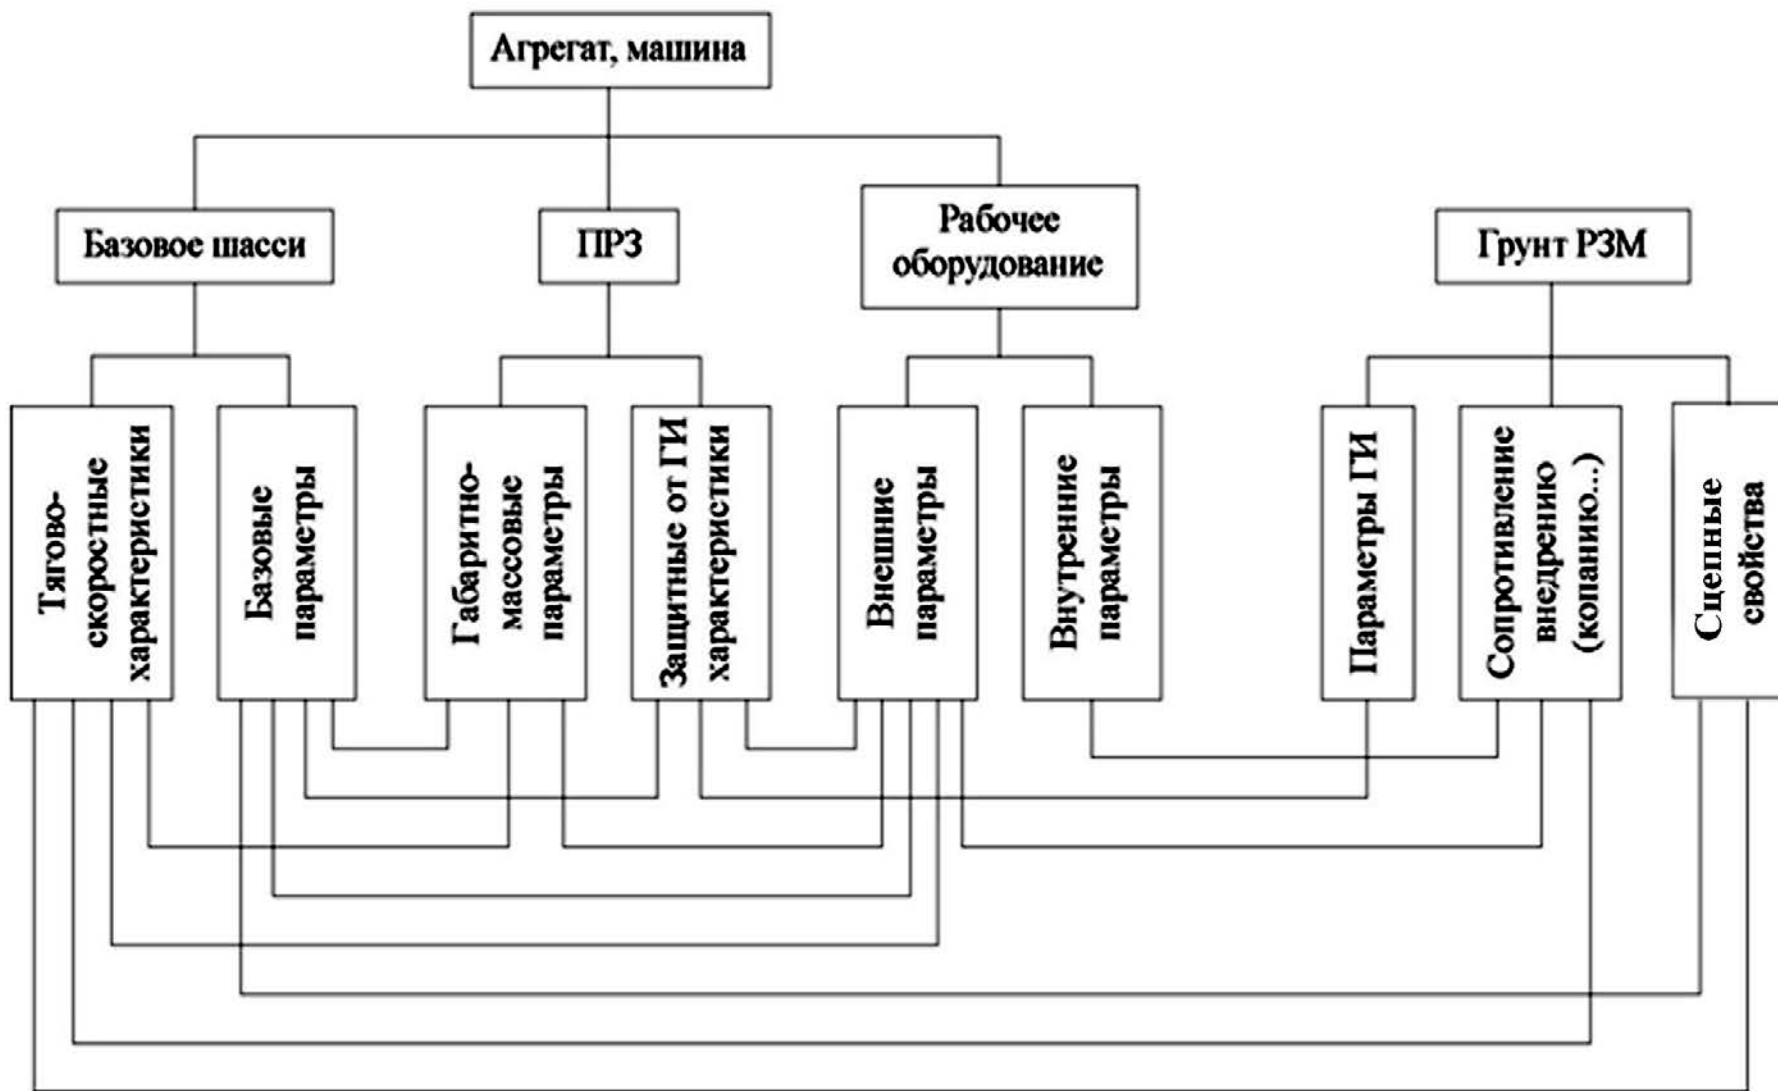 Агрегат, машина
Базовое шасси
ПРЗ
Рабочее
оборудование
Грунт РЗМ
Тягово-
скоростные
характеристики
Базовые
параметры
Габаритно-
массовые
параметры
Защитные от ГИ
характеристики
Внешние
параметры
Внутренние
параметры
Параметры ГИ
Сопротивление
внедрению
(копанию...)
Сцепные
свойства